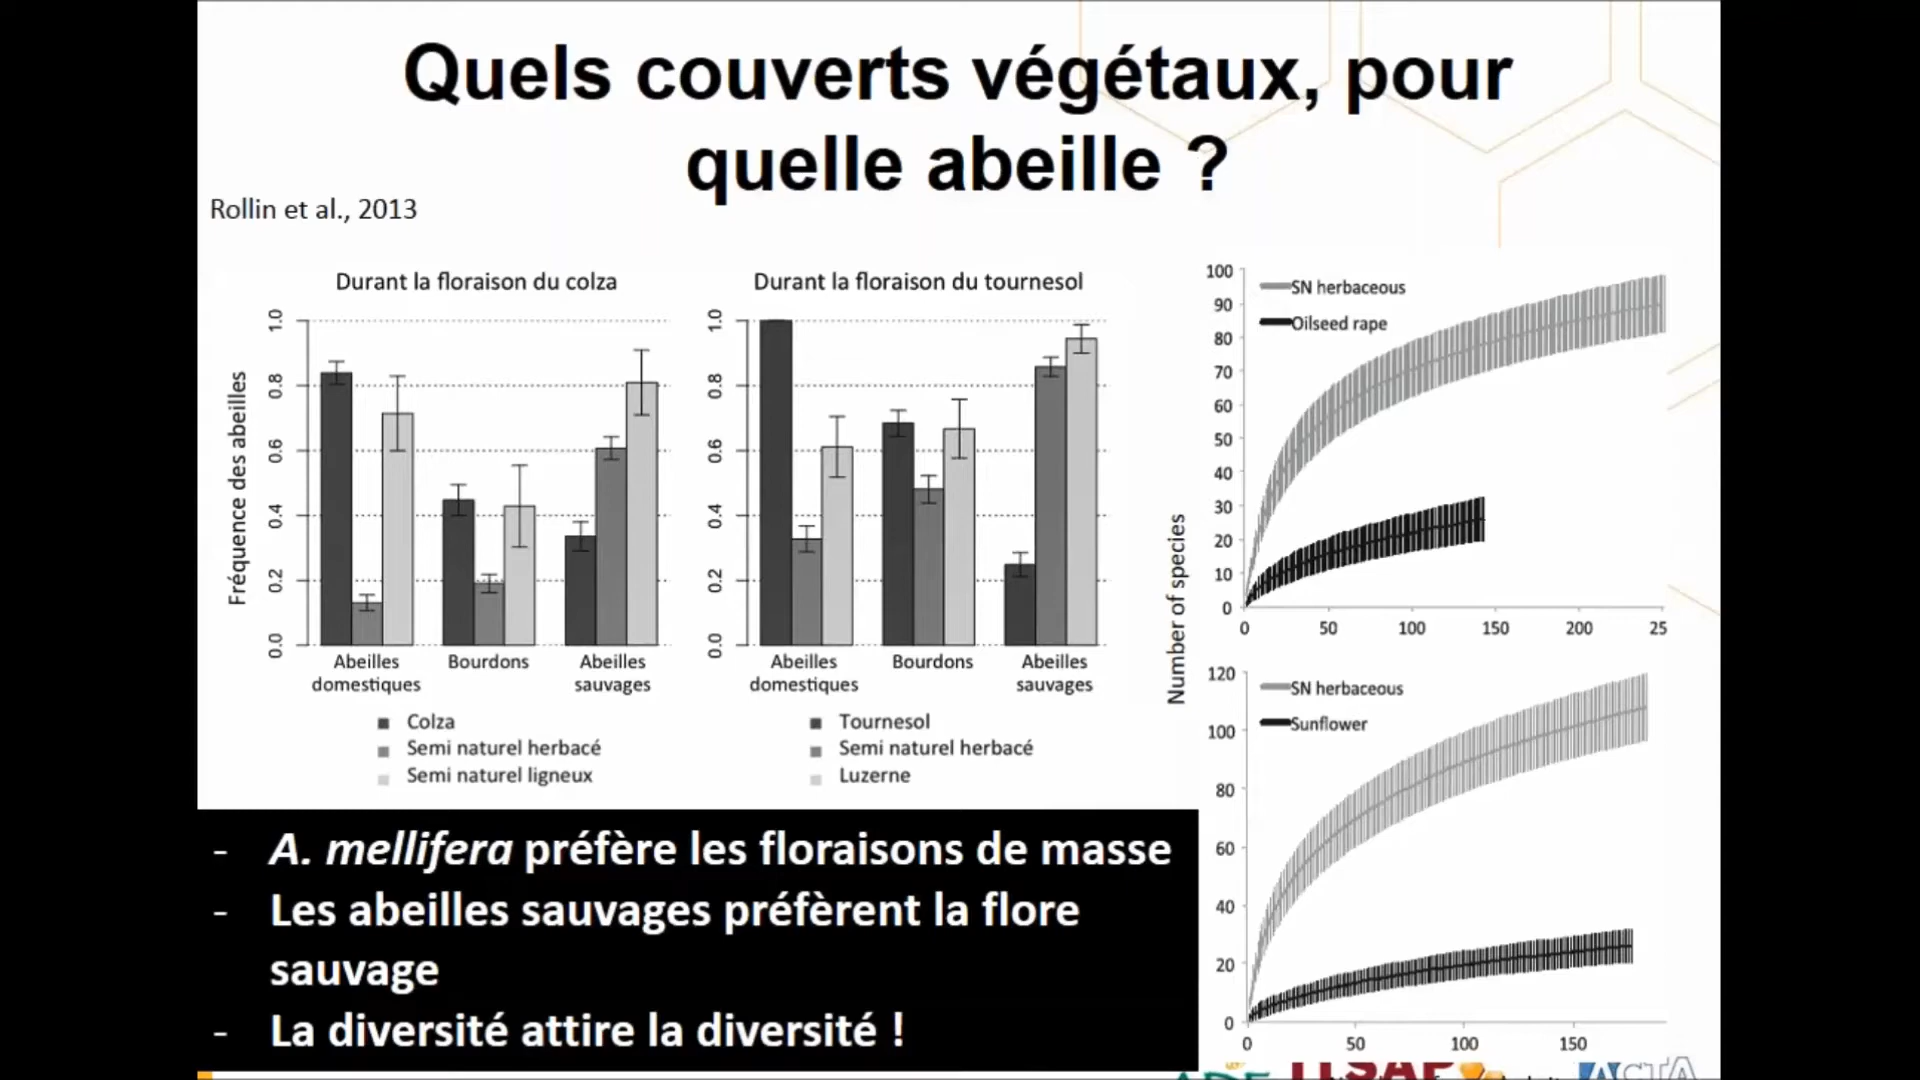 Quels couverts végétaux, pour
quelle abeille ?
Rollin et al., 2013
Durant la floraison du colza
Fréquence des abeilles
1.0
0.8
0.6
0.4
0.2
0.0
Abeilles domestiques
Bourdons
Abeilles sauvages
Colza
Semi naturel herbacé
Semi naturel ligneux
Durant la floraison du tournesol
1.0
0.8
0.6
0.4
0.2
0.0
Abeilles domestiques
Bourdons
Abeilles sauvages
Tournesol
Semi naturel herbacé
Luzerne
Number of species
100
90
80
70
60
50
40
30
20
10
0
SN herbaceous
Oilseed rape
0 50 100 150 200 25
120
100
80
60
40
20
0
SN herbaceous
Sunflower
0 50 100 150
- A. mellifera préfère les floraisons de masse
- Les abeilles sauvages préfèrent la flore
sauvage
- La diversité attire la diversité !
ITSAP
ACTA